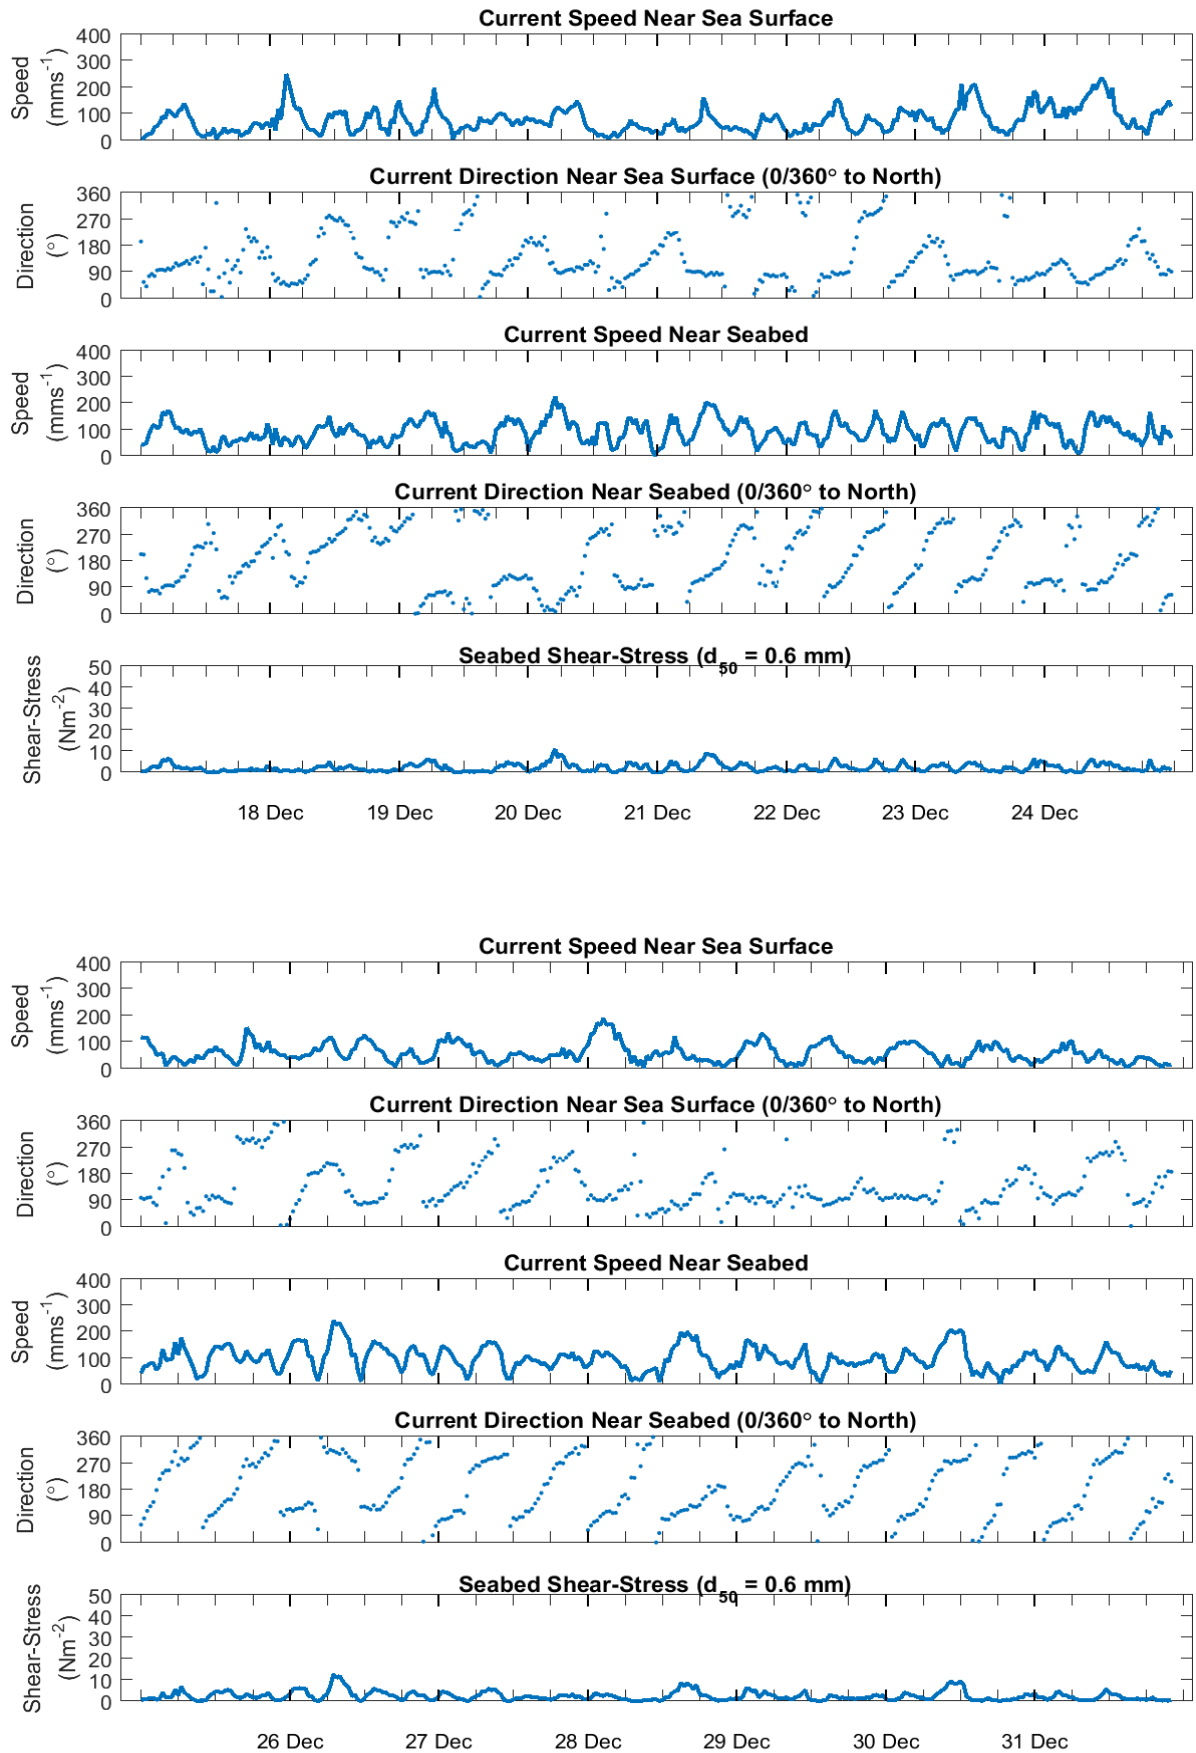 Current Speed Near Sea Surface
Speed
(mms⁻¹)
400
300
200
100
0
Current Direction Near Sea Surface (0/360° to North)
Direction
(°)
360
270
180
90
0
Current Speed Near Seabed
Speed
(mms⁻¹)
400
300
200
100
0
Current Direction Near Seabed (0/360° to North)
Direction
(°)
360
270
180
90
0
Seabed Shear-Stress (d₅₀ = 0.6 mm)
Shear-Stress
(Nm⁻²)
50
40
30
20
10
0
18 Dec 19 Dec 20 Dec 21 Dec 22 Dec 23 Dec 24 Dec
Current Speed Near Sea Surface
Speed
(mms⁻¹)
400
300
200
100
0
Current Direction Near Sea Surface (0/360° to North)
Direction
(°)
360
270
180
90
0
Current Speed Near Seabed
Speed
(mms⁻¹)
400
300
200
100
0
Current Direction Near Seabed (0/360° to North)
Direction
(°)
360
270
180
90
0
Seabed Shear-Stress (d₅₀ = 0.6 mm)
Shear-Stress
(Nm⁻²)
50
40
30
20
10
0
26 Dec 27 Dec 28 Dec 29 Dec 30 Dec 31 Dec